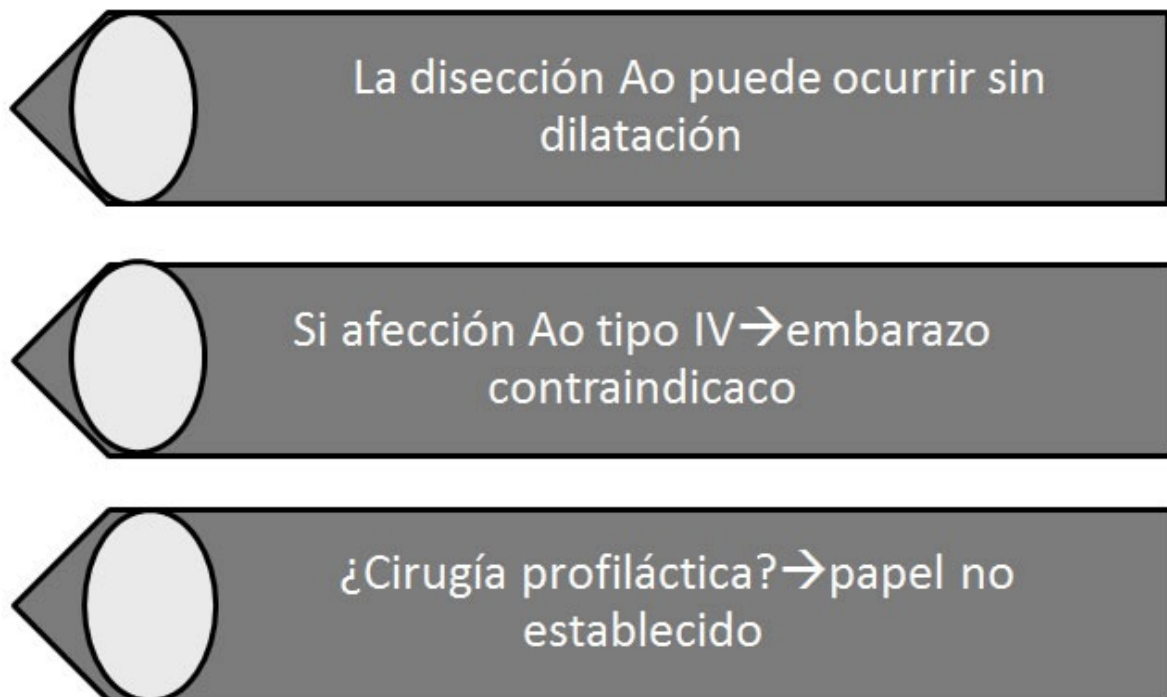 La disección Ao puede ocurrir sin
dilatación
Si afección Ao tipo IV→embarazo
contraindicaco
¿Cirugía profiláctica?→papel no
establecido